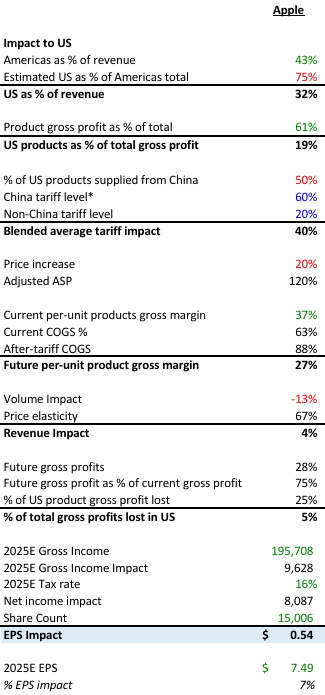 Apple
Impact to US
Americas as % of revenue 43%
Estimated US as % of Americas total 75%
US as % of revenue 32%
Product gross profit as % of total 61%
US products as % of total gross profit 19%
% of US products supplied from China 50%
China tariff level* 60%
Non-China tariff level 20%
Blended average tariff impact 40%
Price increase 20%
Adjusted ASP 120%
Current per-unit products gross margin 37%
Current COGS % 63%
After-tariff COGS 88%
Future per-unit product gross margin 27%
Volume Impact -13%
Price elasticity 67%
Revenue Impact 4%
Future gross profits 28%
Future gross profit as % of current gross profit 75%
% of US product gross profit lost 25%
% of total gross profits lost in US 5%
2025E Gross Income 195,708
2025E Gross Income Impact 9,628
2025E Tax rate 16%
Net income impact 8,087
Share Count 15,006
EPS Impact $ 0.54
2025E EPS $ 7.49
% EPS impact 7%